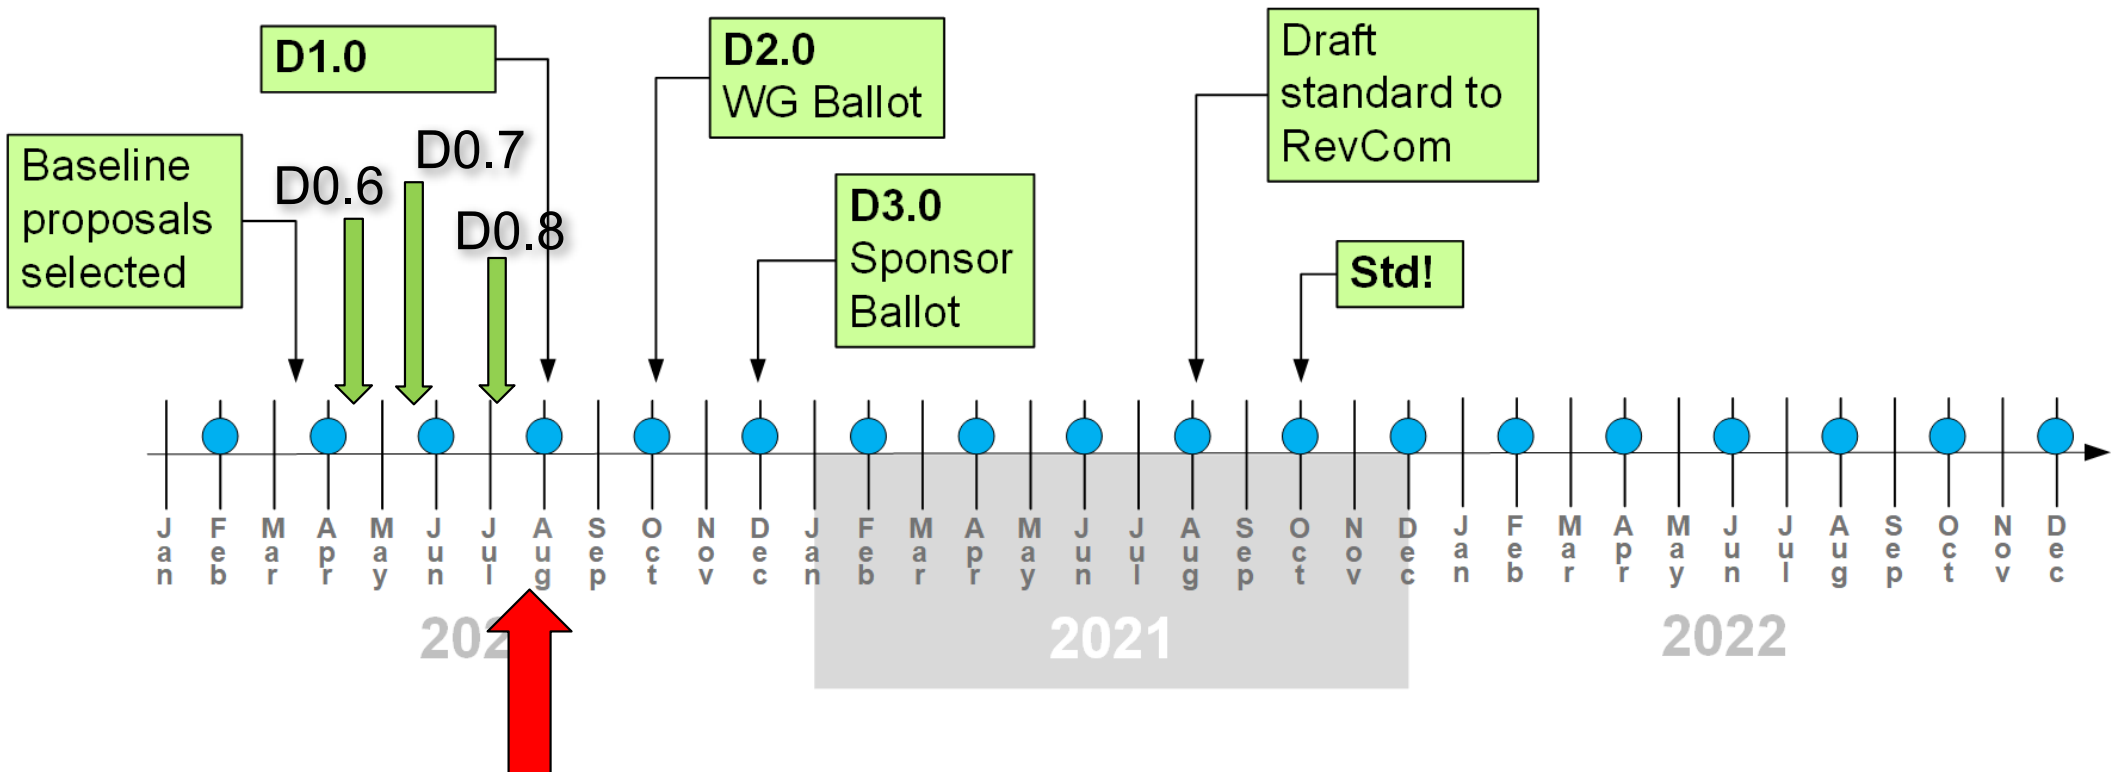 D1.0
D2.0
WG Ballot
Draft
standard to
RevCom
Baseline
proposals
selected
D0.6
D0.7
D0.8
D3.0
Sponsor
Ballot
Std!
Jan Feb Mar Apr May Jun Jul Aug Sep Oct Nov Dec Jan Feb Mar Apr May Jun Jul Aug Sep Oct Nov Dec Jan Feb Mar Apr May Jun Jul Aug Sep Oct Nov Dec
2021 2022